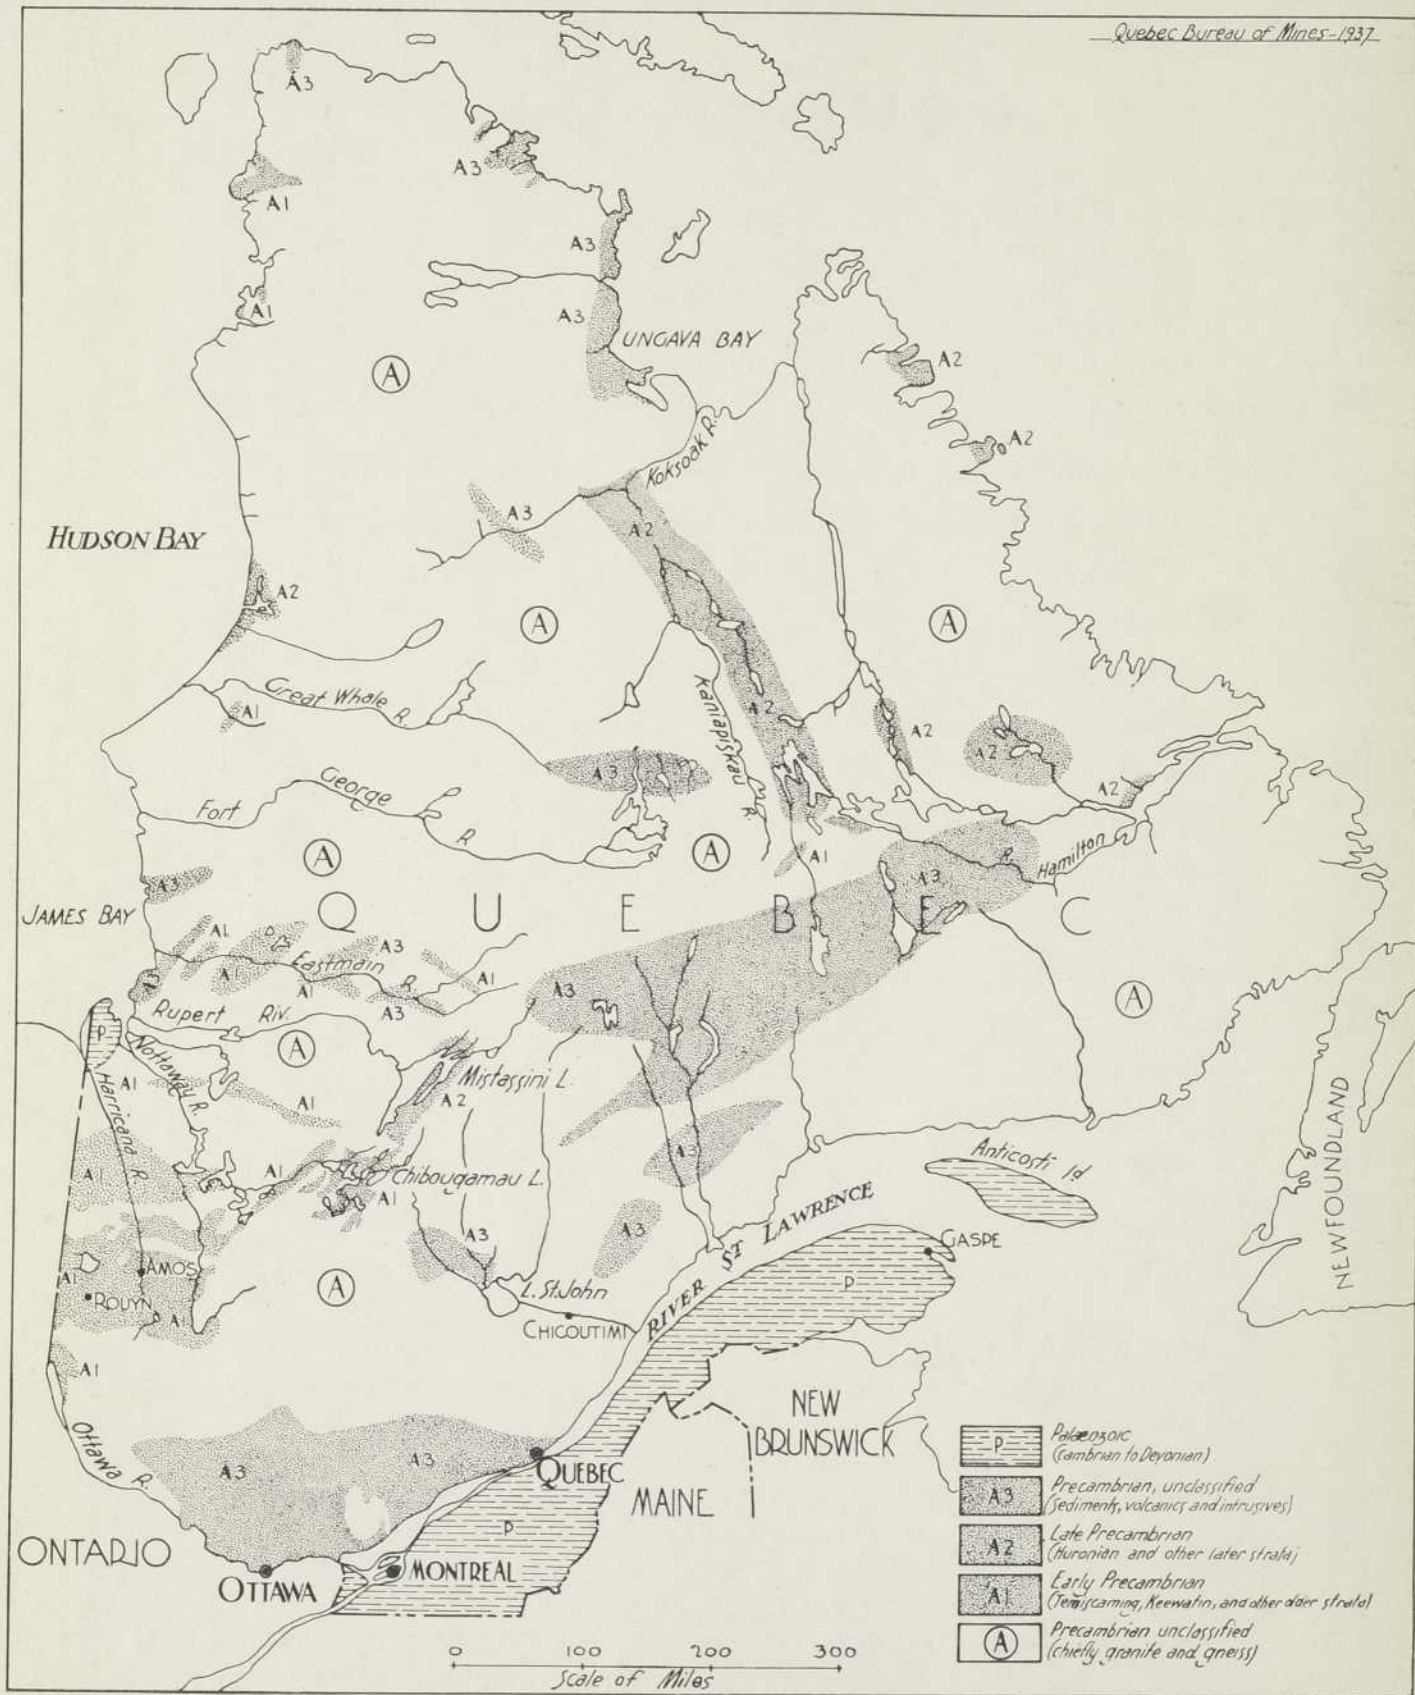 Quebec Bureau of Mines-1937
A3
A3
A1
A3
A1
A3
UNGAVA BAY
A
A2
A2
Koksoak R.
A3
A2
HUDSON BAY
A2
A
A
Great Whale R.
A1
Kaniapiskau R.
A2
A2
A2
A3
A2
Fort George R.
A
A
A1
Hamilton R.
A3
A3
JAMES BAY
QUEBEC
A1
A3
Eastmain R.
A1
A1
A1
A3
A3
A3
Rupert Riv.
A
P
Nottaway R.
A
Harricana R.
A1
A1
Mistassini L.
A2
A1
A1
Chibougamau L.
A1
A3
Anticosti Id.
NEWFOUNDLAND
A3
A3
RIVER ST LAWRENCE
GASPE
AMOS
A1
ROUYN
A1
A
L. St. John
CHICOUTIMI
P
A1
Ottawa R.
A3
A3
QUEBEC
NEW
BRUNSWICK
MAINE
P
ONTARIO
OTTAWA
MONTREAL
P
Palæozoic
(Cambrian to Devonian)
A3
Precambrian, unclassified
(Sediments, volcanics and intrusives)
A2
Late Precambrian
(Huronian and other later strata)
A1
Early Precambrian
(Temiscaming, Keewatin, and other older strata)
A
Precambrian unclassified
(chiefly granite and gneiss)
0 100 200 300
Scale of Miles